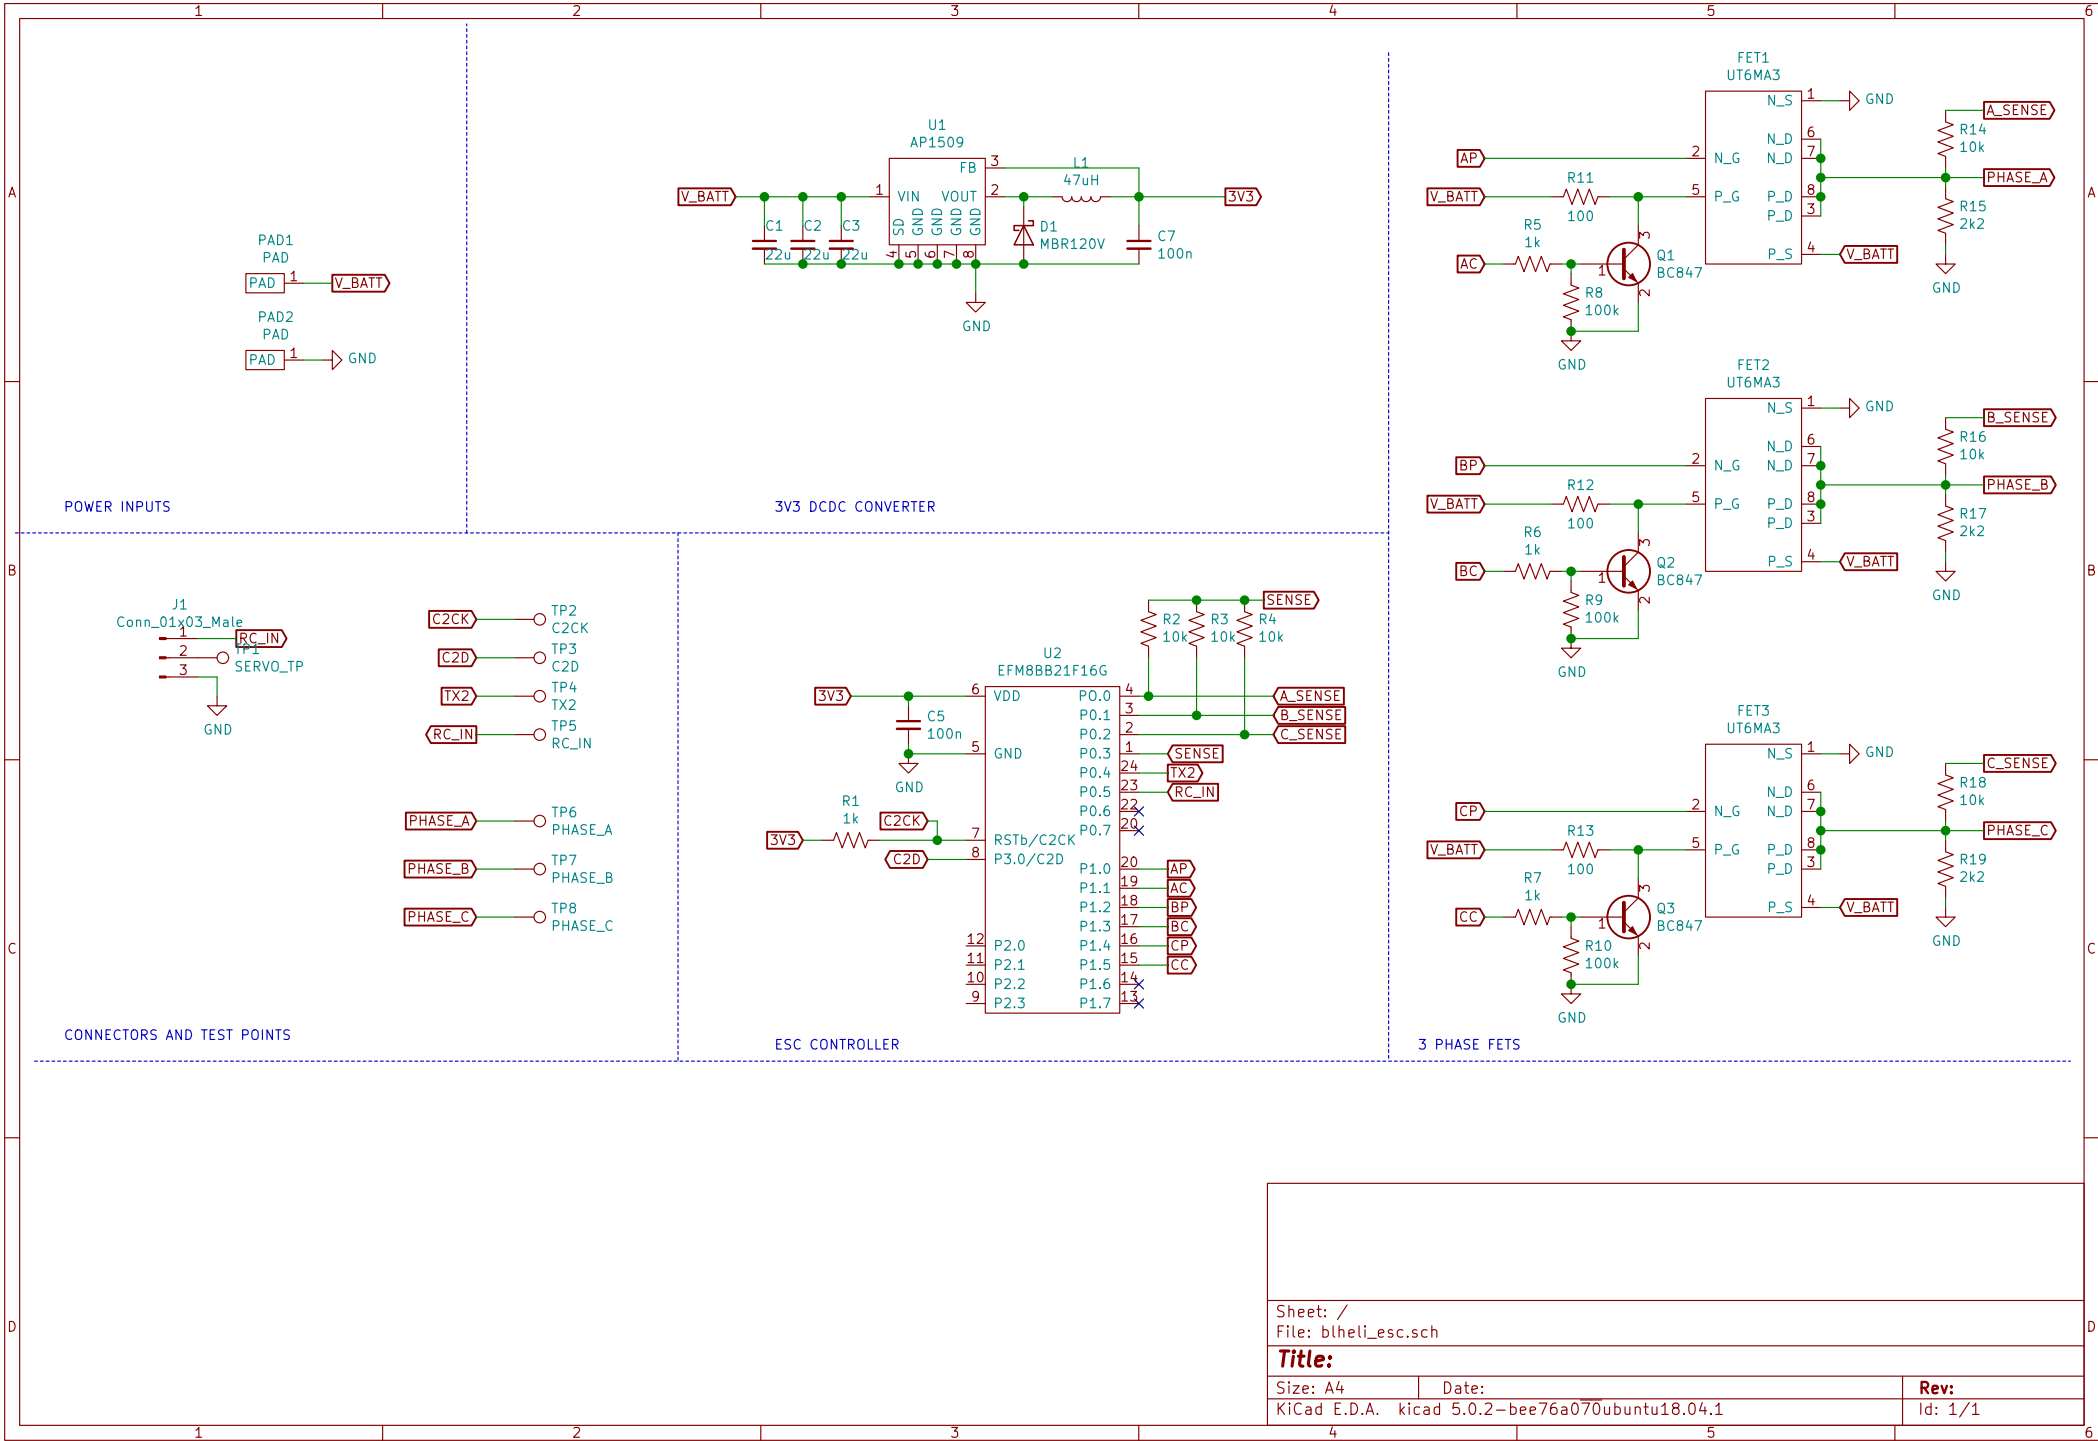 1 2 3 4 5 6
A
B
C
D
PAD1
PAD
PAD 1 V_BATT
PAD2
PAD
PAD 1 GND
POWER INPUTS
U1
AP1509
V_BATT
C1
22u
C2
22u
C3
22u
1 VIN
FB 3
VOUT 2
SD GND GND GND GND
4 5 6 7 8
L1
47uH
D1
MBR120V
C7
100n
3V3
GND
3V3 DCDC CONVERTER
J1
Conn_01x03_Male
1 RC_IN
2 TP1
SERVO_TP
3
GND
C2CK TP2
C2CK
C2D TP3
C2D
TX2 TP4
TX2
RC_IN TP5
RC_IN
PHASE_A TP6
PHASE_A
PHASE_B TP7
PHASE_B
PHASE_C TP8
PHASE_C
CONNECTORS AND TEST POINTS
SENSE
R2
10k
R3
10k
R4
10k
U2
EFM8BB21F16G
3V3
C5
100n
GND
R1
1k
3V3
C2CK
C2D
6 VDD
5 GND
7 RSTb/C2CK
8 P3.0/C2D
12 P2.0
11 P2.1
10 P2.2
9 P2.3
P0.0 4 A_SENSE
P0.1 3 B_SENSE
P0.2 2 C_SENSE
P0.3 1 SENSE
P0.4 24 TX2
P0.5 23 RC_IN
P0.6 22
P0.7 20
P1.0 20 AP
P1.1 19 AC
P1.2 18 BP
P1.3 17 BC
P1.4 16 CP
P1.5 15 CC
P1.6 14
P1.7 13
ESC CONTROLLER
FET1
UT6MA3
AP
V_BATT
R11
100
R5
1k
AC
R8
100k
GND
Q1
BC847
1 2 3
2 N_G
5 P_G
N_S 1 GND
N_D 6
N_D 7
P_D 8
P_D 3
P_S 4 V_BATT
A_SENSE
R14
10k
PHASE_A
R15
2k2
GND
FET2
UT6MA3
BP
V_BATT
R12
100
R6
1k
BC
R9
100k
GND
Q2
BC847
1 2 3
2 N_G
5 P_G
N_S 1 GND
N_D 6
N_D 7
P_D 8
P_D 3
P_S 4 V_BATT
B_SENSE
R16
10k
PHASE_B
R17
2k2
GND
FET3
UT6MA3
CP
V_BATT
R13
100
R7
1k
CC
R10
100k
GND
Q3
BC847
1 2 3
2 N_G
5 P_G
N_S 1 GND
N_D 6
N_D 7
P_D 8
P_D 3
P_S 4 V_BATT
C_SENSE
R18
10k
PHASE_C
R19
2k2
GND
3 PHASE FETS
Sheet: /
File: blheli_esc.sch
Title:
Size: A4 Date: Rev:
KiCad E.D.A. kicad 5.0.2-bee76a070ubuntu18.04.1 Id: 1/1
A
B
C
D
1 2 3 4 5 6